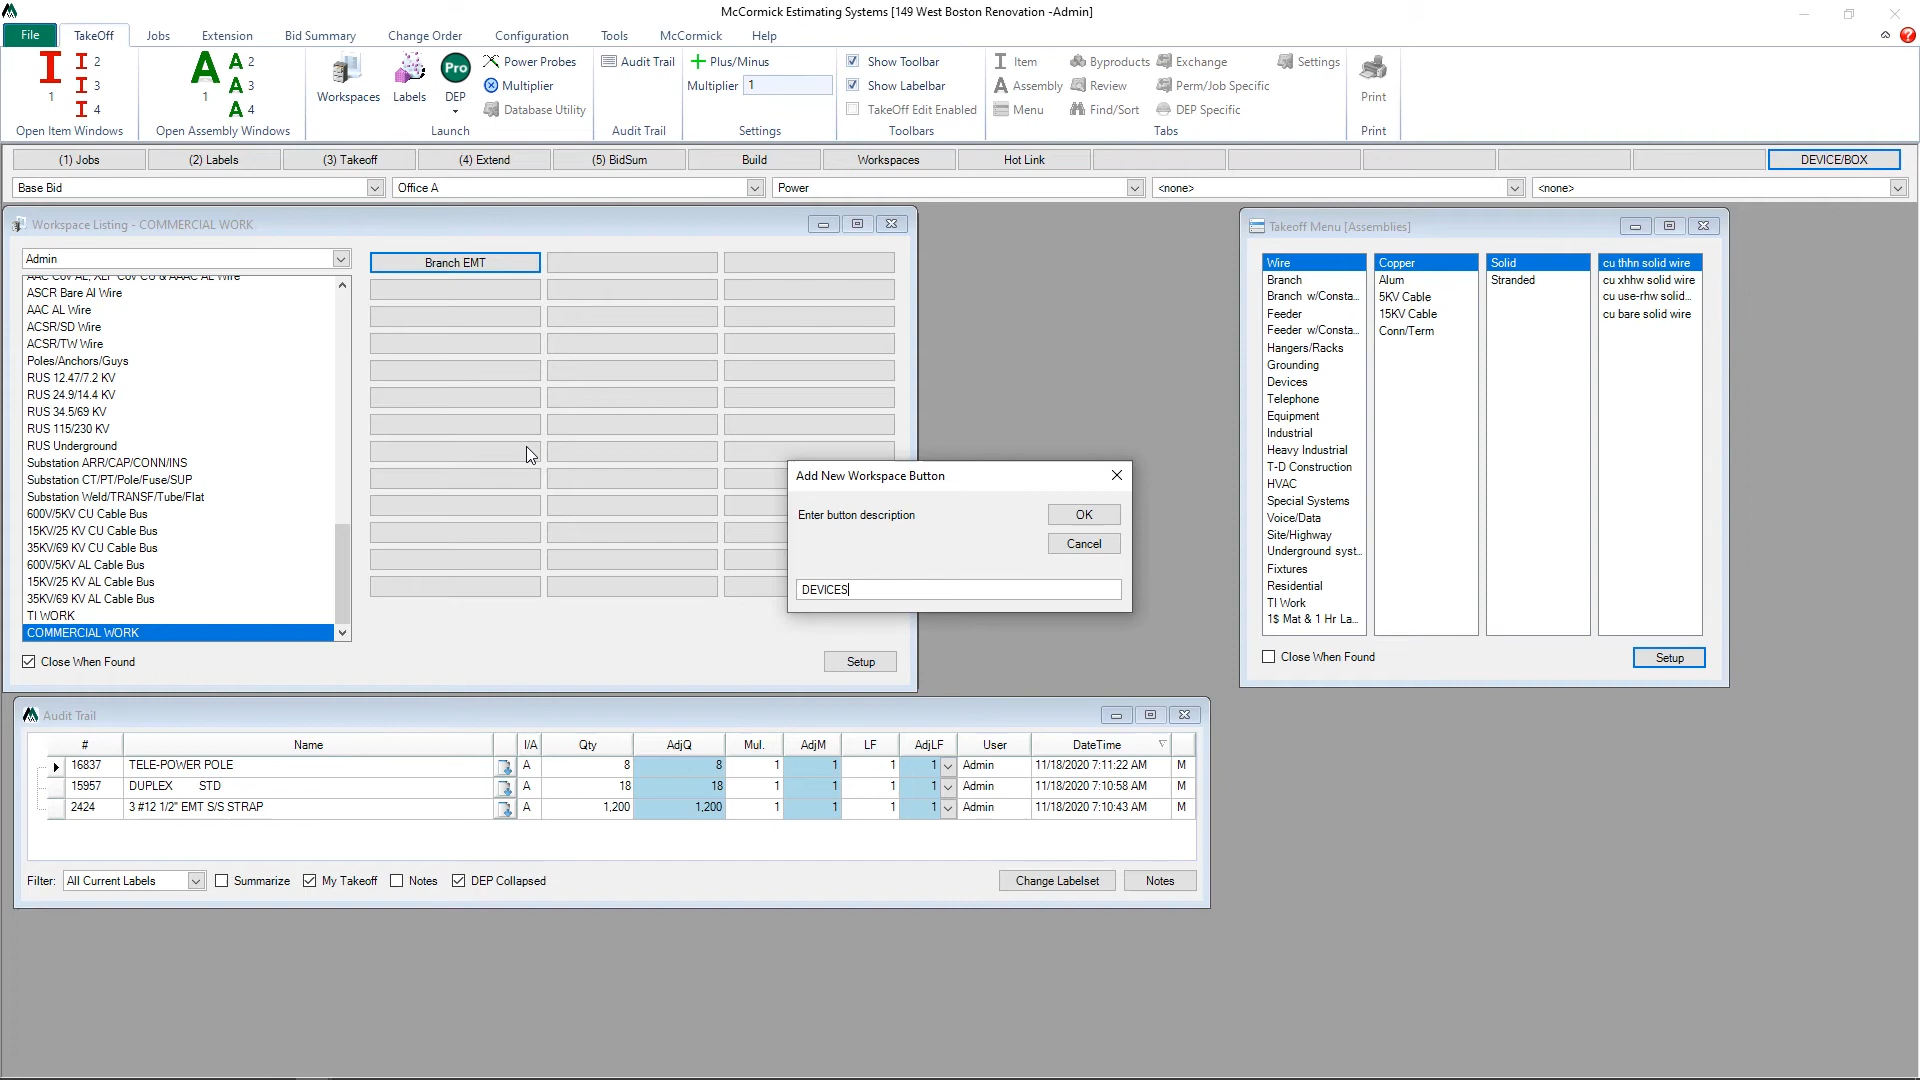 McCormick Estimating Systems [149 West Boston Renovation -Admin]
File TakeOff Jobs Extension Bid Summary Change Order Configuration Tools McCormick Help
1 2 3 4
Open Item Windows
1 2 3 4
Open Assembly Windows
Workspaces Labels Pro DEP
Power Probes
Multiplier
Database Utility
Launch
Audit Trail
Audit Trail
Plus/Minus
Multiplier 1
Settings
Show Toolbar
Show Labelbar
TakeOff Edit Enabled
Toolbars
Item Byproducts Exchange Settings
Assembly Review Perm/Job Specific
Menu Find/Sort DEP Specific
Tabs
Print
Print
(1) Jobs (2) Labels (3) Takeoff (4) Extend (5) BidSum Build Workspaces Hot Link DEVICE/BOX
Base Bid Office A Power <none> <none>
Workspace Listing - COMMERCIAL WORK
Admin
AAC Cov AL, XLP Cov CU & AAAC AL Wire
ASCR Bare Al Wire
AAC AL Wire
ACSR/SD Wire
ACSR/TW Wire
Poles/Anchors/Guys
RUS 12.47/7.2 KV
RUS 24.9/14.4 KV
RUS 34.5/69 KV
RUS 115/230 KV
RUS Underground
Substation ARR/CAP/CONN/INS
Substation CT/PT/Pole/Fuse/SUP
Substation Weld/TRANSF/Tube/Flat
600V/5KV CU Cable Bus
15KV/25 KV CU Cable Bus
35KV/69 KV CU Cable Bus
600V/5KV AL Cable Bus
15KV/25 KV AL Cable Bus
35KV/69 KV AL Cable Bus
TI WORK
COMMERCIAL WORK
Close When Found
Branch EMT
Setup
Add New Workspace Button
Enter button description
OK
Cancel
DEVICES
Takeoff Menu [Assemblies]
Wire
Branch
Branch w/Consta...
Feeder
Feeder w/Consta...
Hangers/Racks
Grounding
Devices
Telephone
Equipment
Industrial
Heavy Industrial
T-D Construction
HVAC
Special Systems
Voice/Data
Site/Highway
Underground syst...
Fixtures
Residential
TI Work
1$ Mat & 1 Hr La...
Copper
Alum
5KV Cable
15KV Cable
Conn/Term
Solid
Stranded
cu thhn solid wire
cu xhhw solid wire
cu use-rhw solid...
cu bare solid wire
Close When Found
Setup
Audit Trail
# Name I/A Qty AdjQ Mul. AdjM LF AdjLF User DateTime
16837 TELE-POWER POLE A 8 8 1 1 1 1 Admin 11/18/2020 7:11:22 AM M
15957 DUPLEX STD A 18 18 1 1 1 1 Admin 11/18/2020 7:10:58 AM M
2424 3 #12 1/2" EMT S/S STRAP A 1,200 1,200 1 1 1 1 Admin 11/18/2020 7:10:43 AM M
Filter: All Current Labels Summarize My Takeoff Notes DEP Collapsed Change Labelset Notes